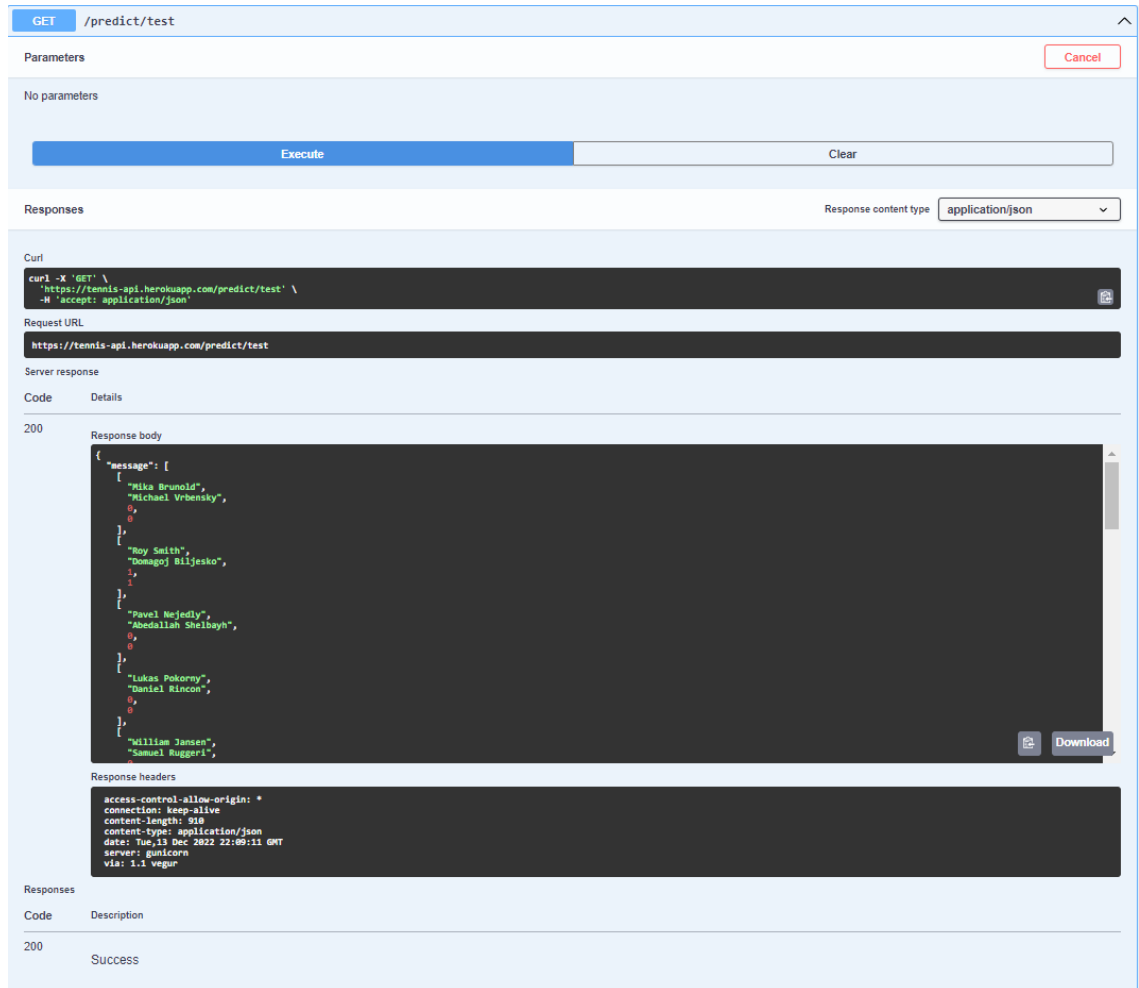 GET /predict/test
Parameters Cancel
No parameters
Execute Clear
Responses Response content type application/json
Curl
curl -X 'GET' \
'https://tennis-api.herokuapp.com/predict/test' \
-H 'accept: application/json'
Request URL
https://tennis-api.herokuapp.com/predict/test
Server response
Code Details
200
Response body
{
"message": [
[
"Mika Brunold",
"Michael Vrbensky",
0,
0
],
[
"Roy Smith",
"Domagoj Biljesko",
1,
1
],
[
"Pavel Nejedly",
"Abedallah Shelbayh",
0,
0
],
[
"Lukas Pokorny",
"Daniel Rincon",
0,
0
],
[
"William Jansen",
"Samuel Ruggeri",
Download
Response headers
access-control-allow-origin: *
connection: keep-alive
content-length: 910
content-type: application/json
date: Tue,13 Dec 2022 22:09:11 GMT
server: gunicorn
via: 1.1 vegur
Responses
Code Description
200
Success